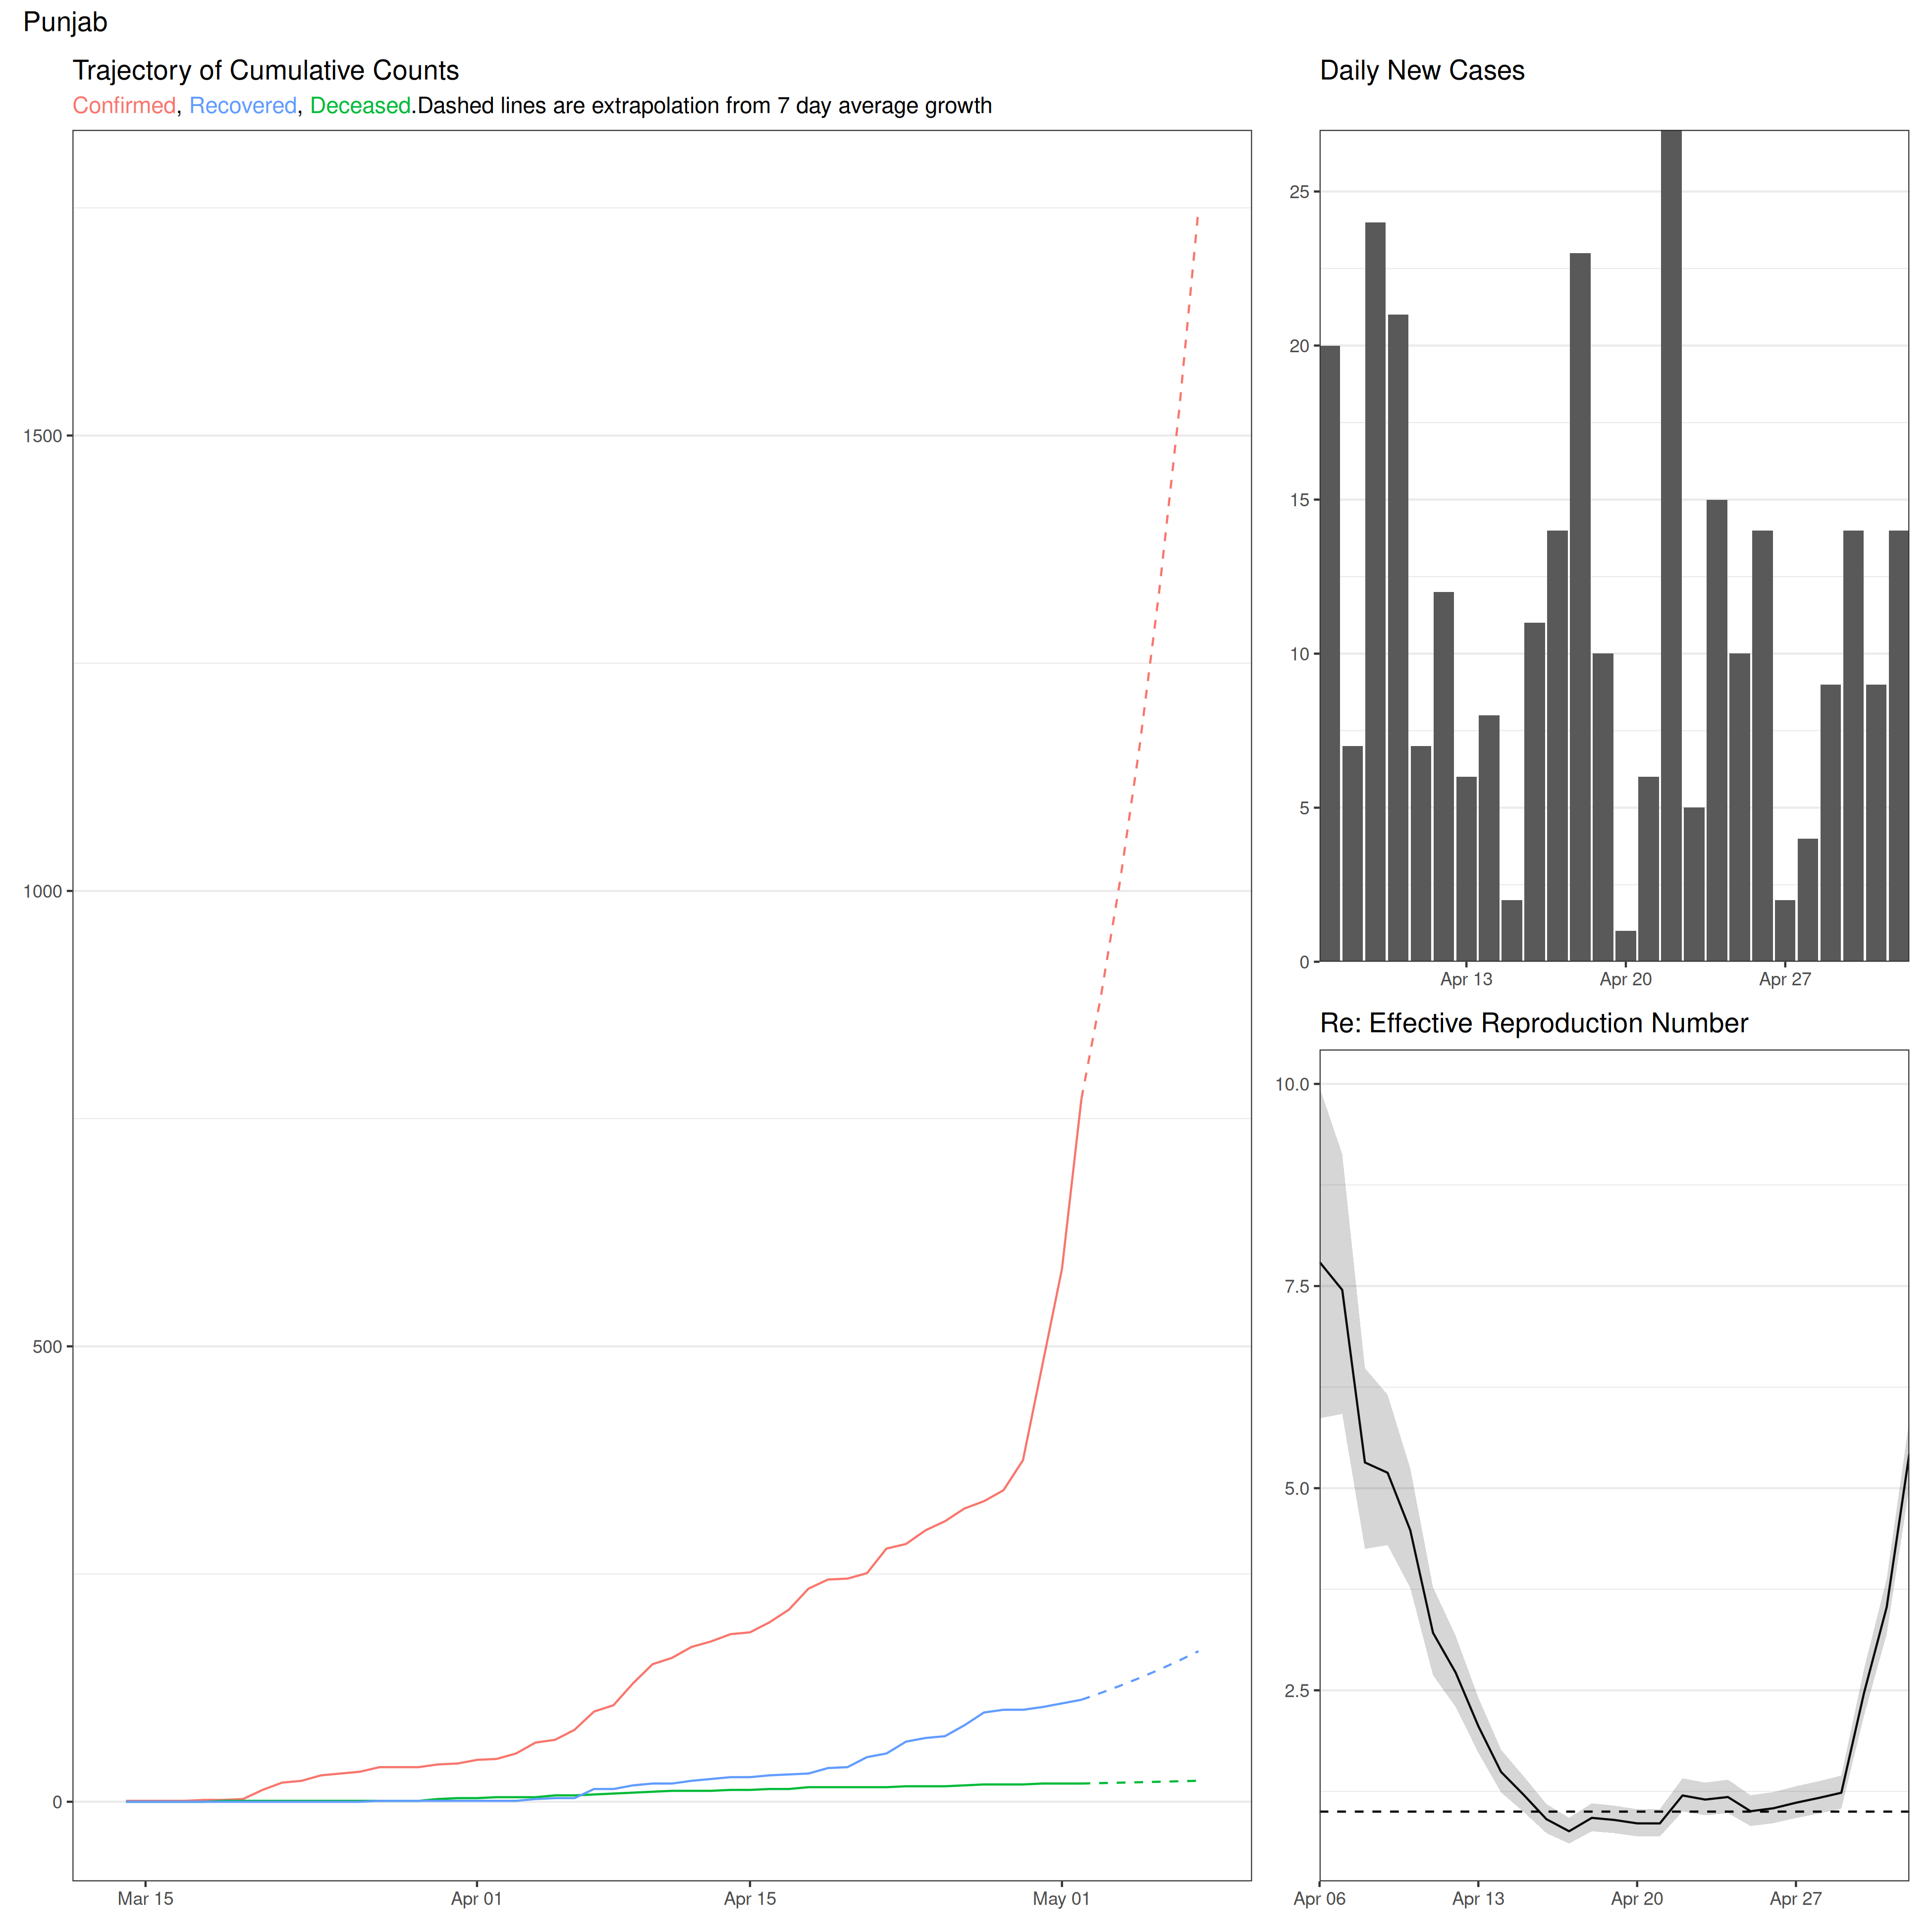 Punjab
Trajectory of Cumulative Counts
Confirmed, Recovered, Deceased.Dashed lines are extrapolation from 7 day average growth
1500
1000
500
0
Mar 15
Apr 01
Apr 15
May 01
Daily New Cases
25
20
15
10
5
0
Apr 13
Apr 20
Apr 27
Re: Effective Reproduction Number
10.0
7.5
5.0
2.5
Apr 06
Apr 13
Apr 20
Apr 27